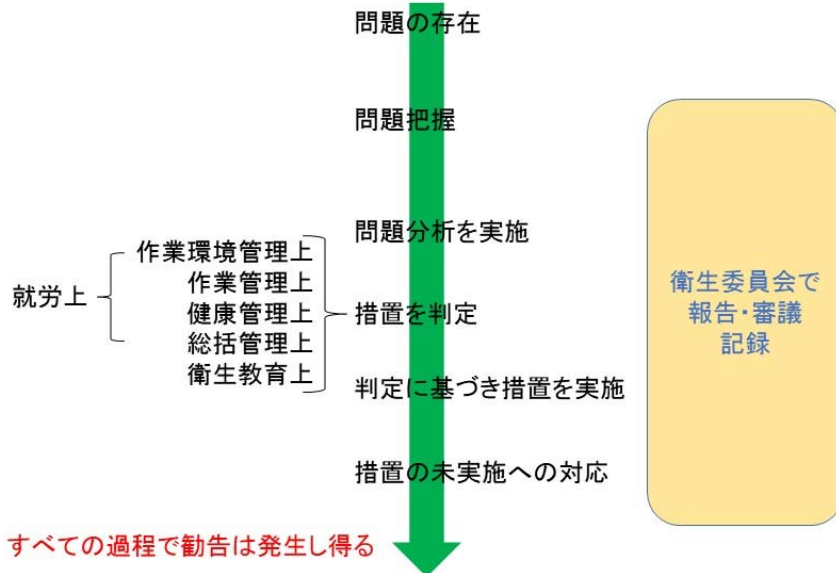 問題の存在
問題把握
問題分析を実施
措置を判定
判定に基づき措置を実施
措置の未実施への対応
就労上
作業環境管理上
作業管理上
健康管理上
総括管理上
衛生教育上
衛生委員会で
報告・審議
記録
すべての過程で勧告は発生し得る